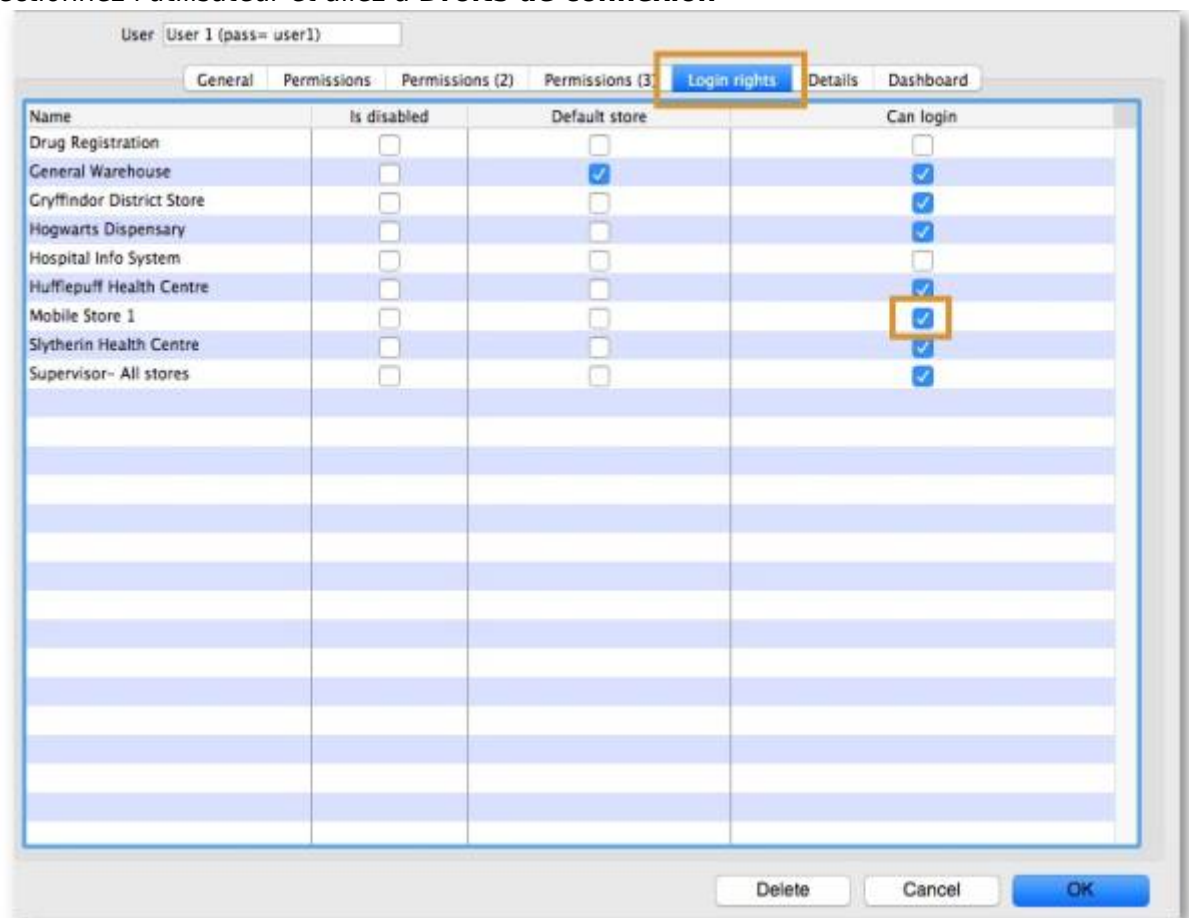 User User 1 (pass= user1)
General Permissions Permissions (2) Permissions (3) Login rights Details Dashboard
Name Is disabled Default store Can login
Drug Registration
General Warehouse
Gryffindor District Store
Hogwarts Dispensary
Hospital Info System
Hufflepuff Health Centre
Mobile Store 1
Slytherin Health Centre
Supervisor- All stores
Delete Cancel OK